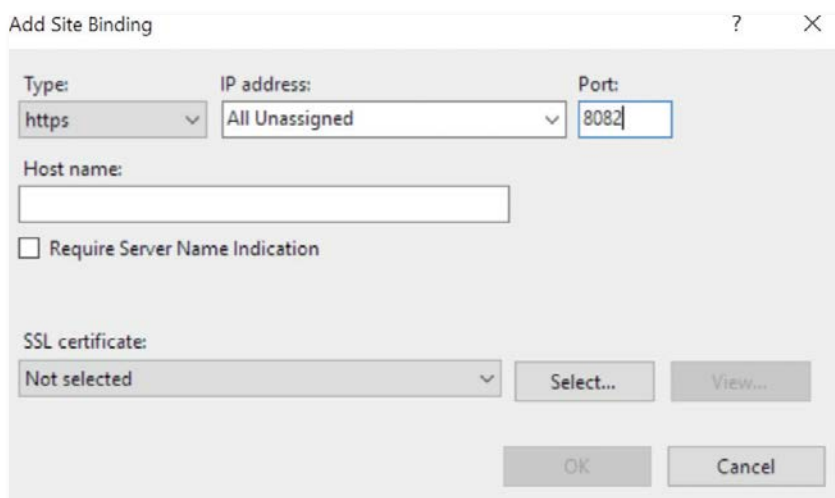 Add Site Binding ? ×
Type: IP address: Port:
https All Unassigned 8082
Host name:
Require Server Name Indication
SSL certificate:
Not selected Select... View...
OK Cancel